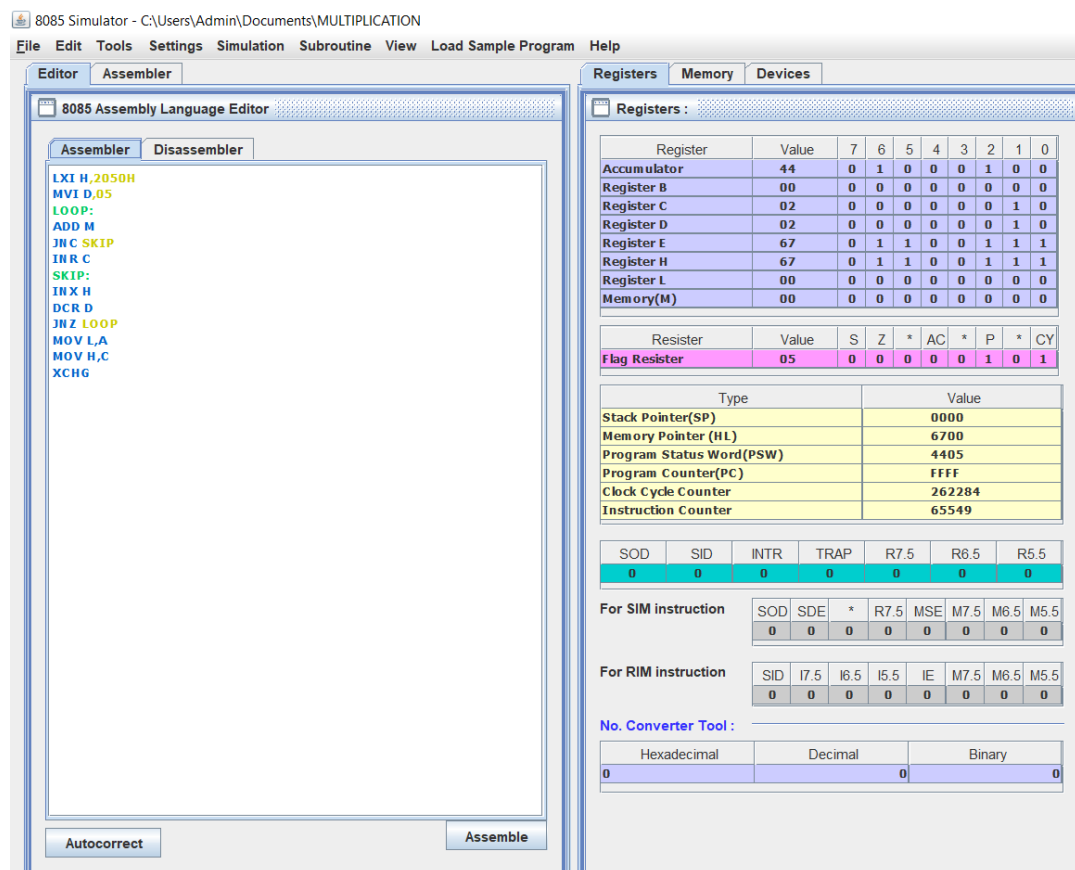 8085 Simulator - C:\Users\Admin\Documents\MULTIPLICATION
File Edit Tools Settings Simulation Subroutine View Load Sample Program Help
Editor Assembler
8085 Assembly Language Editor
Assembler Disassembler
LXI H,2050H
MVI D,05
LOOP:
ADD M
JNC SKIP
INR C
SKIP:
INX H
DCR D
JNZ LOOP
MOV L,A
MOV H,C
XCHG
Autocorrect
Assemble
Registers Memory Devices
Registers :
Register Value 7 6 5 4 3 2 1 0
Accumulator 44 0 1 0 0 0 1 0 0
Register B 00 0 0 0 0 0 0 0 0
Register C 02 0 0 0 0 0 0 1 0
Register D 02 0 0 0 0 0 0 1 0
Register E 67 0 1 1 0 0 1 1 1
Register H 67 0 1 1 0 0 1 1 1
Register L 00 0 0 0 0 0 0 0 0
Memory(M) 00 0 0 0 0 0 0 0 0
Resister Value S Z * AC * P * CY
Flag Resister 05 0 0 0 0 0 1 0 1
Type Value
Stack Pointer(SP) 0000
Memory Pointer (HL) 6700
Program Status Word(PSW) 4405
Program Counter(PC) FFFF
Clock Cycle Counter 262284
Instruction Counter 65549
SOD SID INTR TRAP R7.5 R6.5 R5.5
0 0 0 0 0 0 0
For SIM instruction SOD SDE * R7.5 MSE M7.5 M6.5 M5.5
0 0 0 0 0 0 0 0
For RIM instruction SID I7.5 I6.5 I5.5 IE M7.5 M6.5 M5.5
0 0 0 0 0 0 0 0
No. Converter Tool :
Hexadecimal Decimal Binary
0 0 0